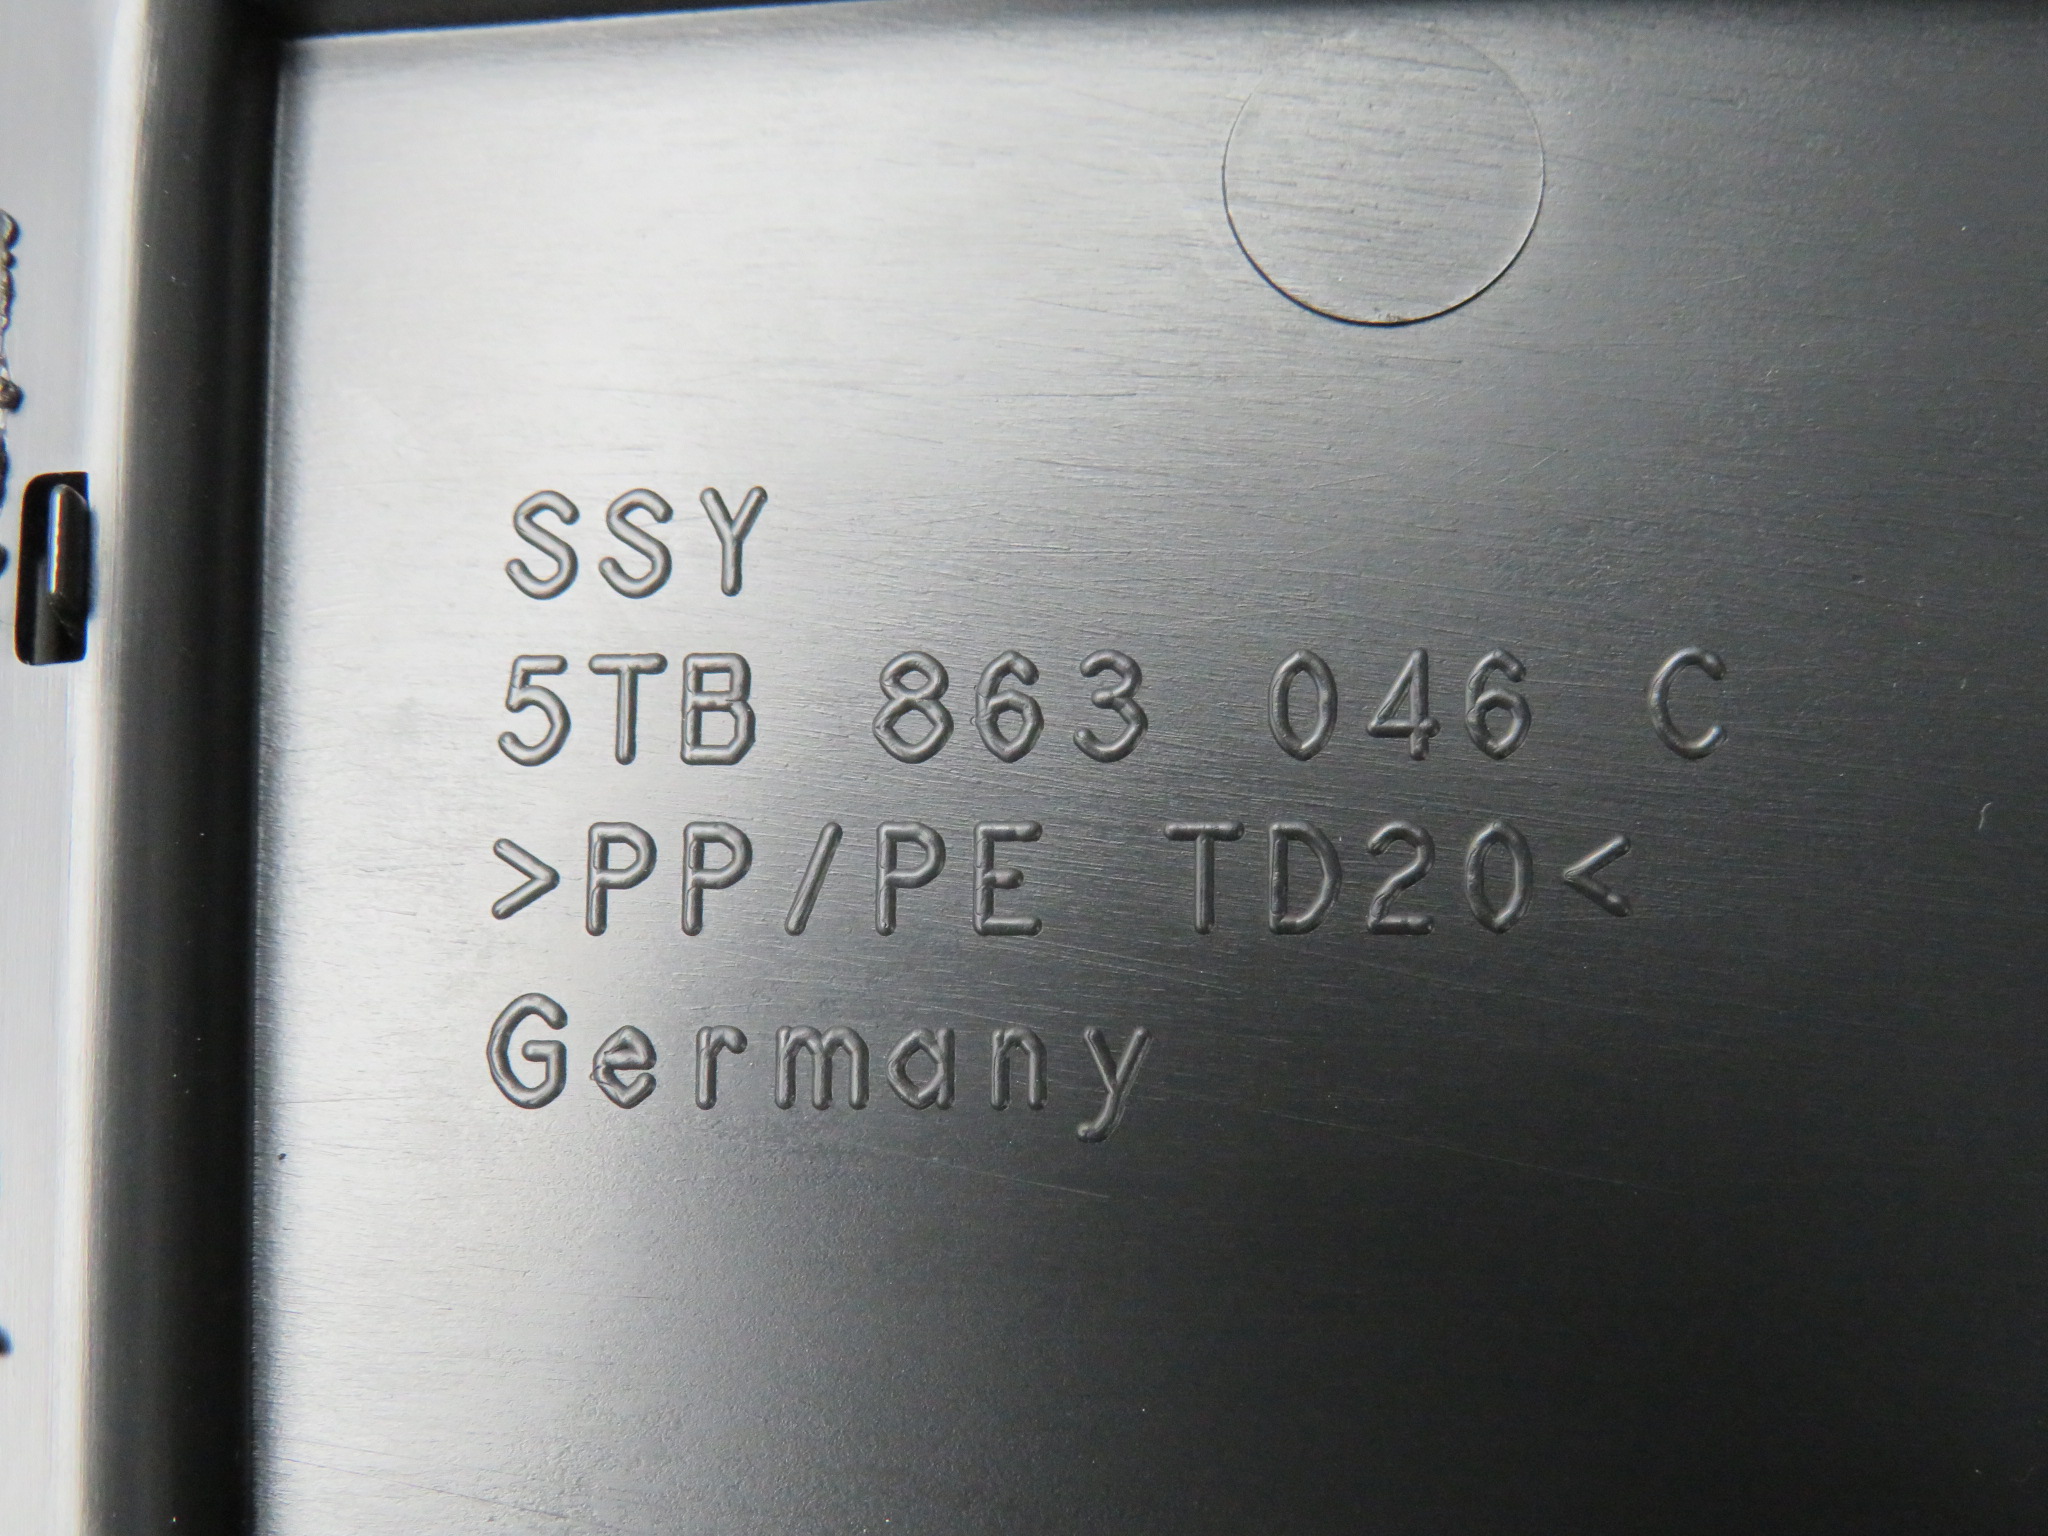 SSY
5TB 863 046 C
>PP/PE TD20<
Germany